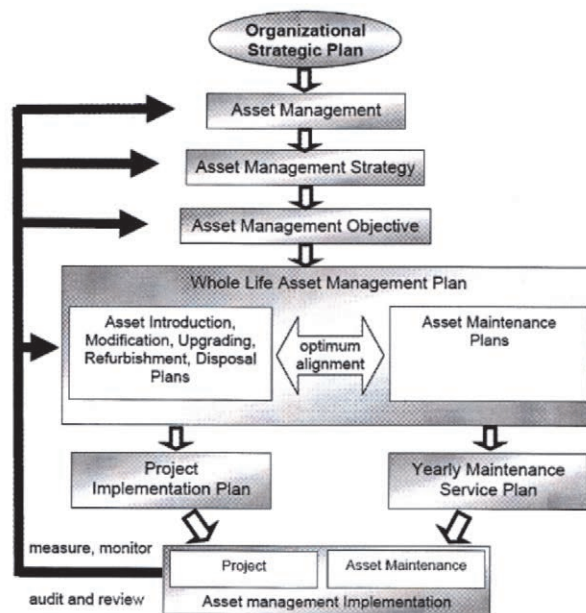 Organizational
Strategic Plan
Asset Management
Asset Management Strategy
Asset Management Objective
Whole Life Asset Management Plan
Asset Introduction,
Modification, Upgrading,
Refurbishment, Disposal
Plans
optimum
alignment
Asset Maintenance
Plans
Project
Implementation Plan
Yearly Maintenance
Service Plan
measure, monitor
audit and review
Project
Asset Maintenance
Asset management Implementation